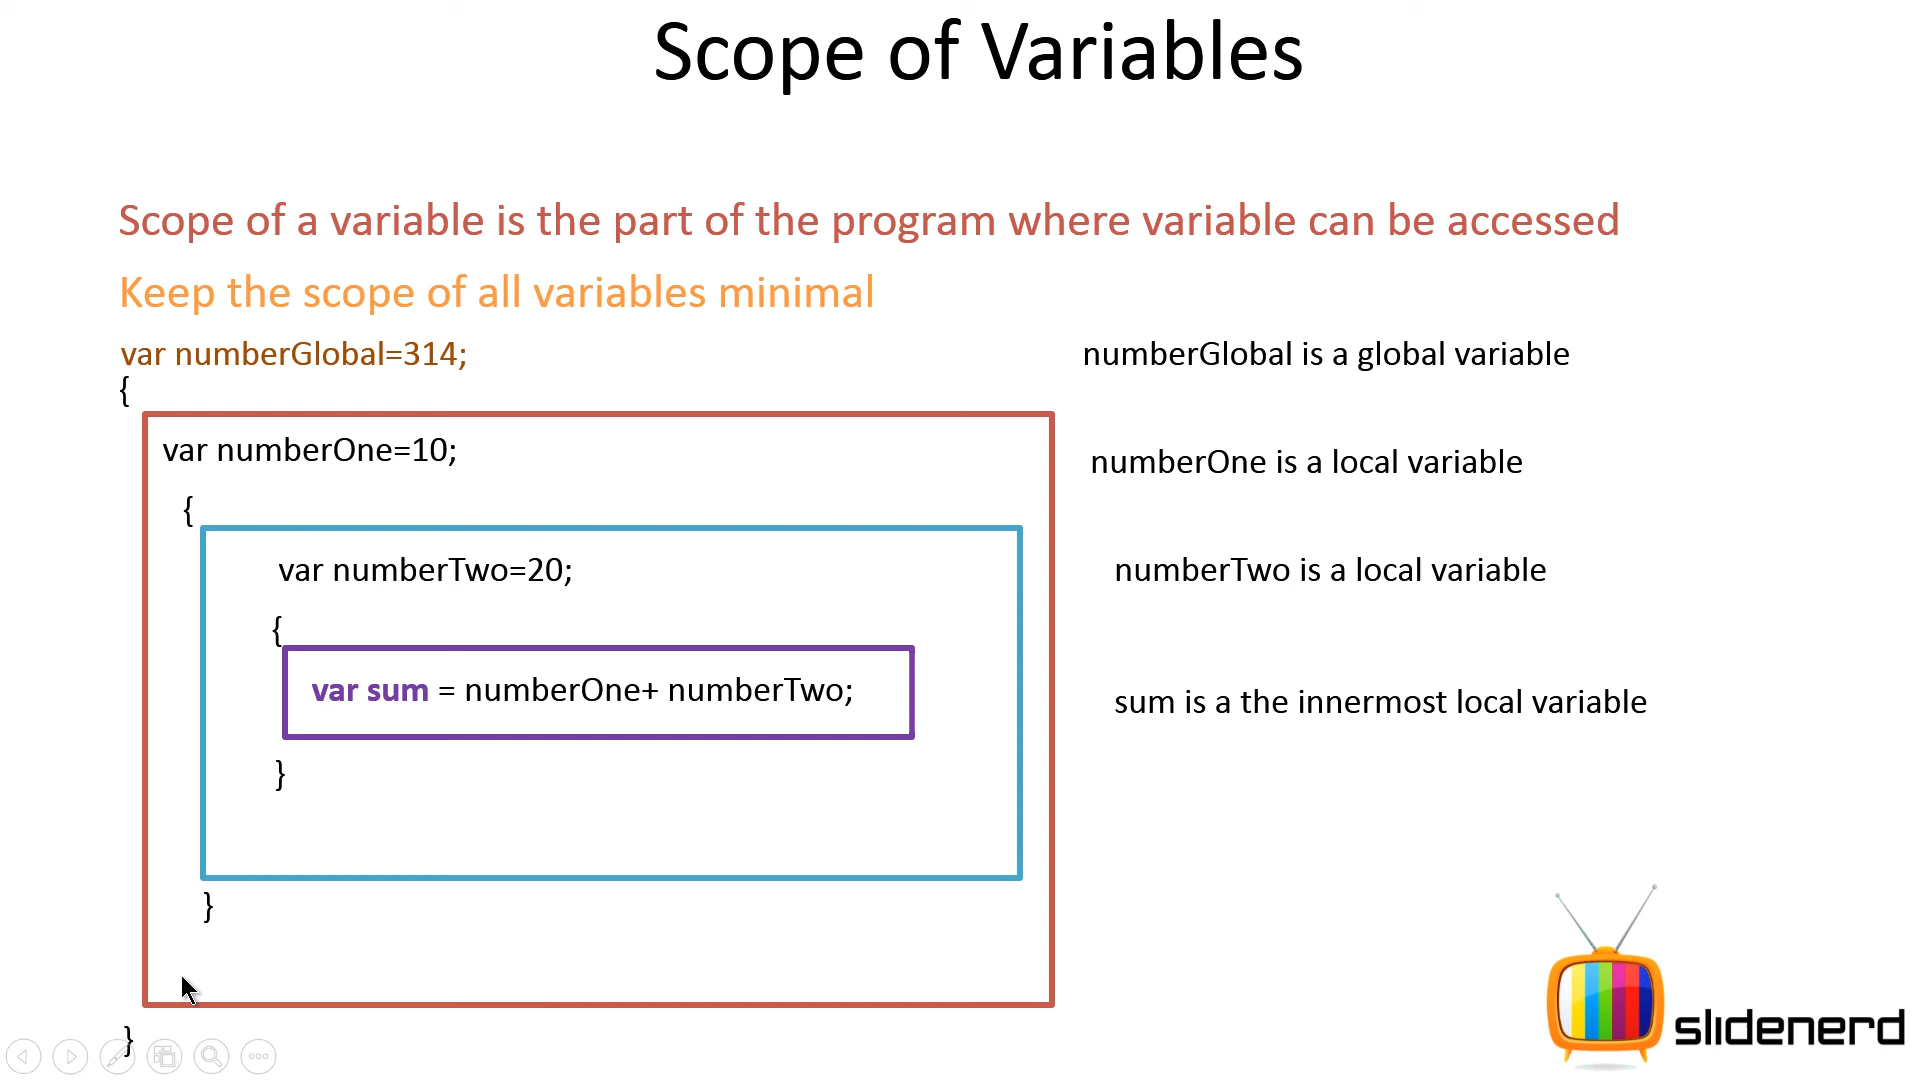 Scope of Variables
Scope of a variable is the part of the program where variable can be accessed
Keep the scope of all variables minimal
var numberGlobal=314;
numberGlobal is a global variable
{
var numberOne=10;
numberOne is a local variable
{
var numberTwo=20;
numberTwo is a local variable
{
var sum = numberOne+ numberTwo;
sum is a the innermost local variable
}
}
}
slidenerd